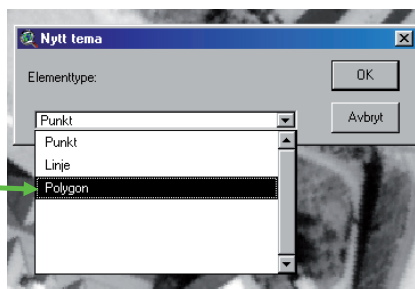 Nytt tema
Elementtype:
OK
Punkt
Avbryt
Punkt
Linje
Polygon